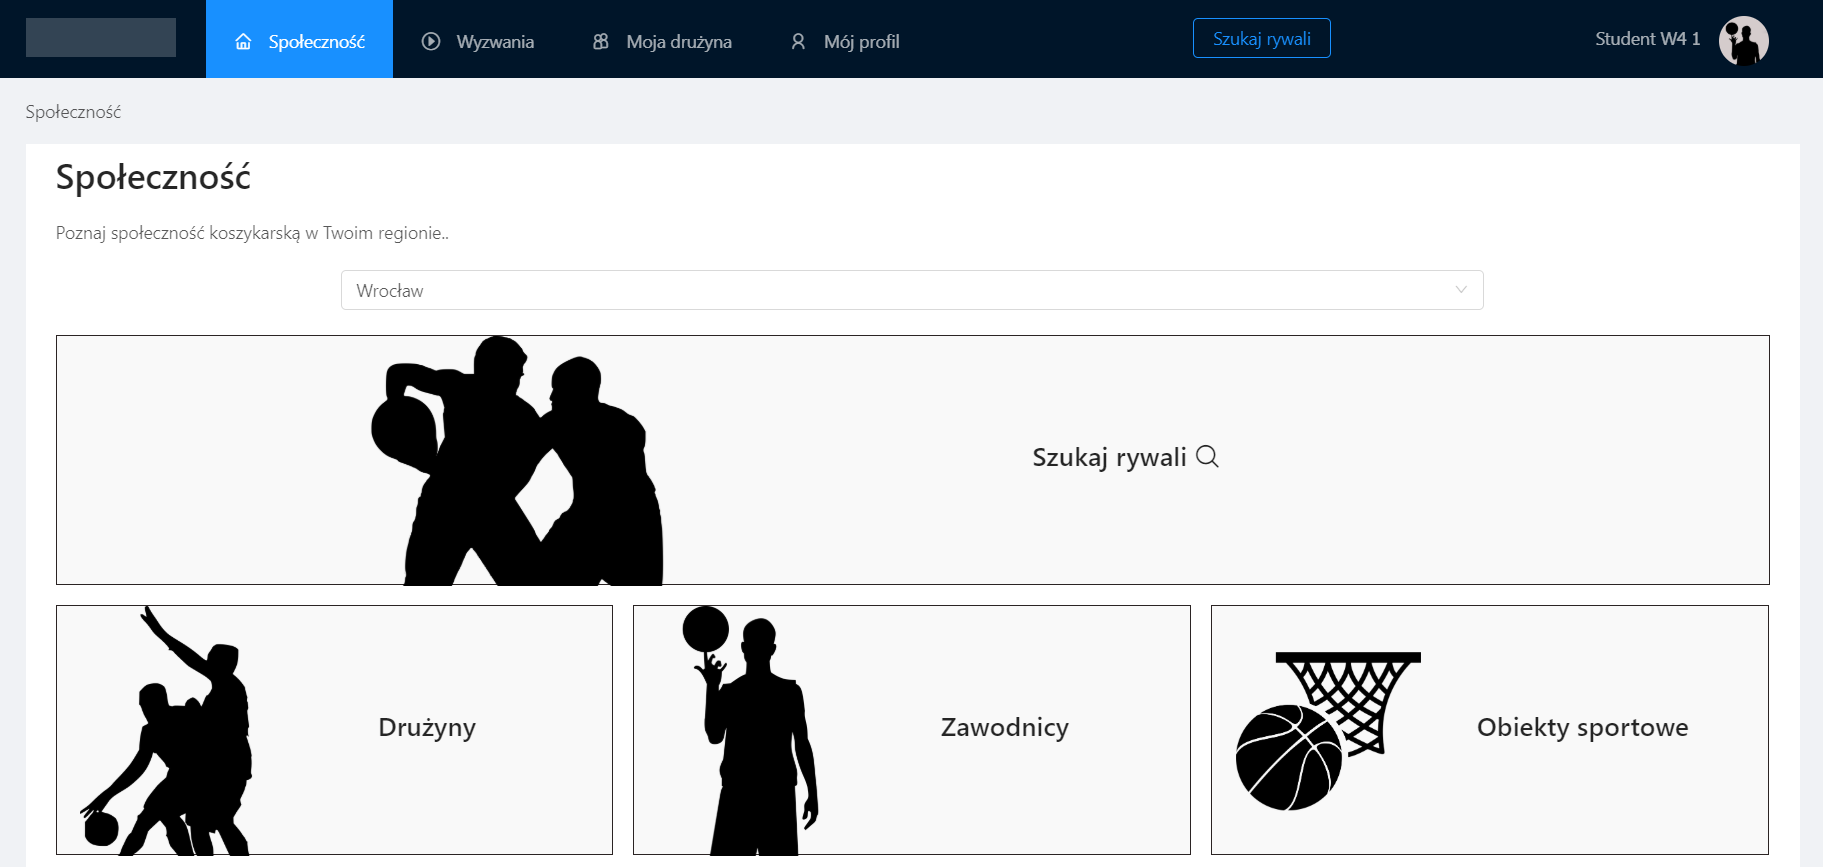 Społeczność
Wyzwania
Moja drużyna
Mój profil
Szukaj rywali
Student W4 1
Społeczność
Społeczność
Poznaj społeczność koszykarską w Twoim regionie..
Wrocław
Szukaj rywali
Drużyny
Zawodnicy
Obiekty sportowe